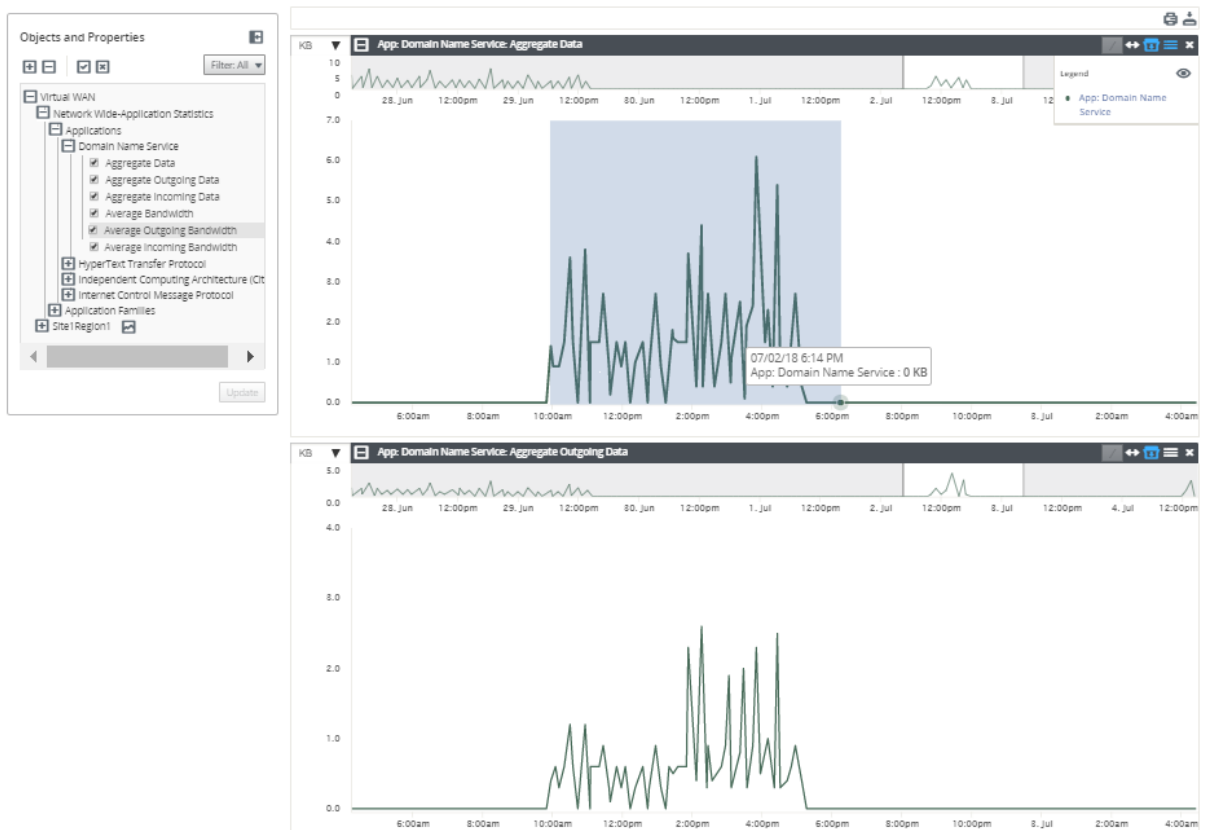 Objects and Properties
Filter: All
Virtual WAN
Network Wide-Application Statistics
Applications
Domain Name Service
Aggregate Data
Aggregate Outgoing Data
Aggregate Incoming Data
Average Bandwidth
Average Outgoing Bandwidth
Average Incoming Bandwidth
HyperText Transfer Protocol
Independent Computing Architecture (Cit
Internet Control Message Protocol
Application Families
Site1Region1
Update
KB App: Domain Name Service: Aggregate Data
10
5
0
28. Jun 12:00pm 29. Jun 12:00pm 30. Jun 12:00pm 1. Jul 12:00pm 2. Jul 12:00pm 3. Jul 12
Legend
App: Domain Name
Service
7.0
6.0
5.0
4.0
3.0
2.0
1.0
0.0
07/02/18 6:14 PM
App: Domain Name Service : 0 KB
6:00am 8:00am 10:00am 12:00pm 2:00pm 4:00pm 6:00pm 8:00pm 10:00pm 3. Jul 2:00am 4:00am
KB App: Domain Name Service: Aggregate Outgoing Data
5.0
0.0
28. Jun 12:00pm 29. Jun 12:00pm 30. Jun 12:00pm 1. Jul 12:00pm 2. Jul 12:00pm 3. Jul 12:00pm 4. Jul 12:00pm
4.0
3.0
2.0
1.0
0.0
6:00am 8:00am 10:00am 12:00pm 2:00pm 4:00pm 6:00pm 8:00pm 10:00pm 3. Jul 2:00am 4:00am